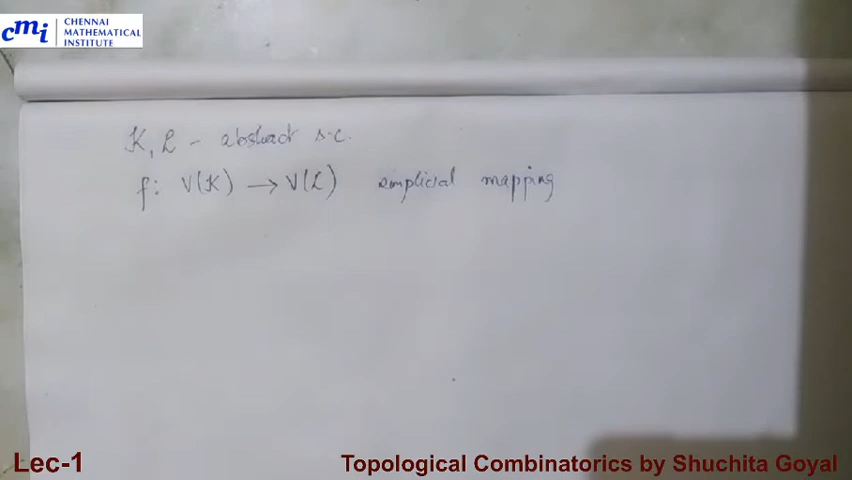 cmi CHENNAI
MATHEMATICAL
INSTITUTE
K, L - abstract s.c.
f: V(K) → V(L) simplicial mapping
Lec-1
Topological Combinatorics by Shuchita Goyal